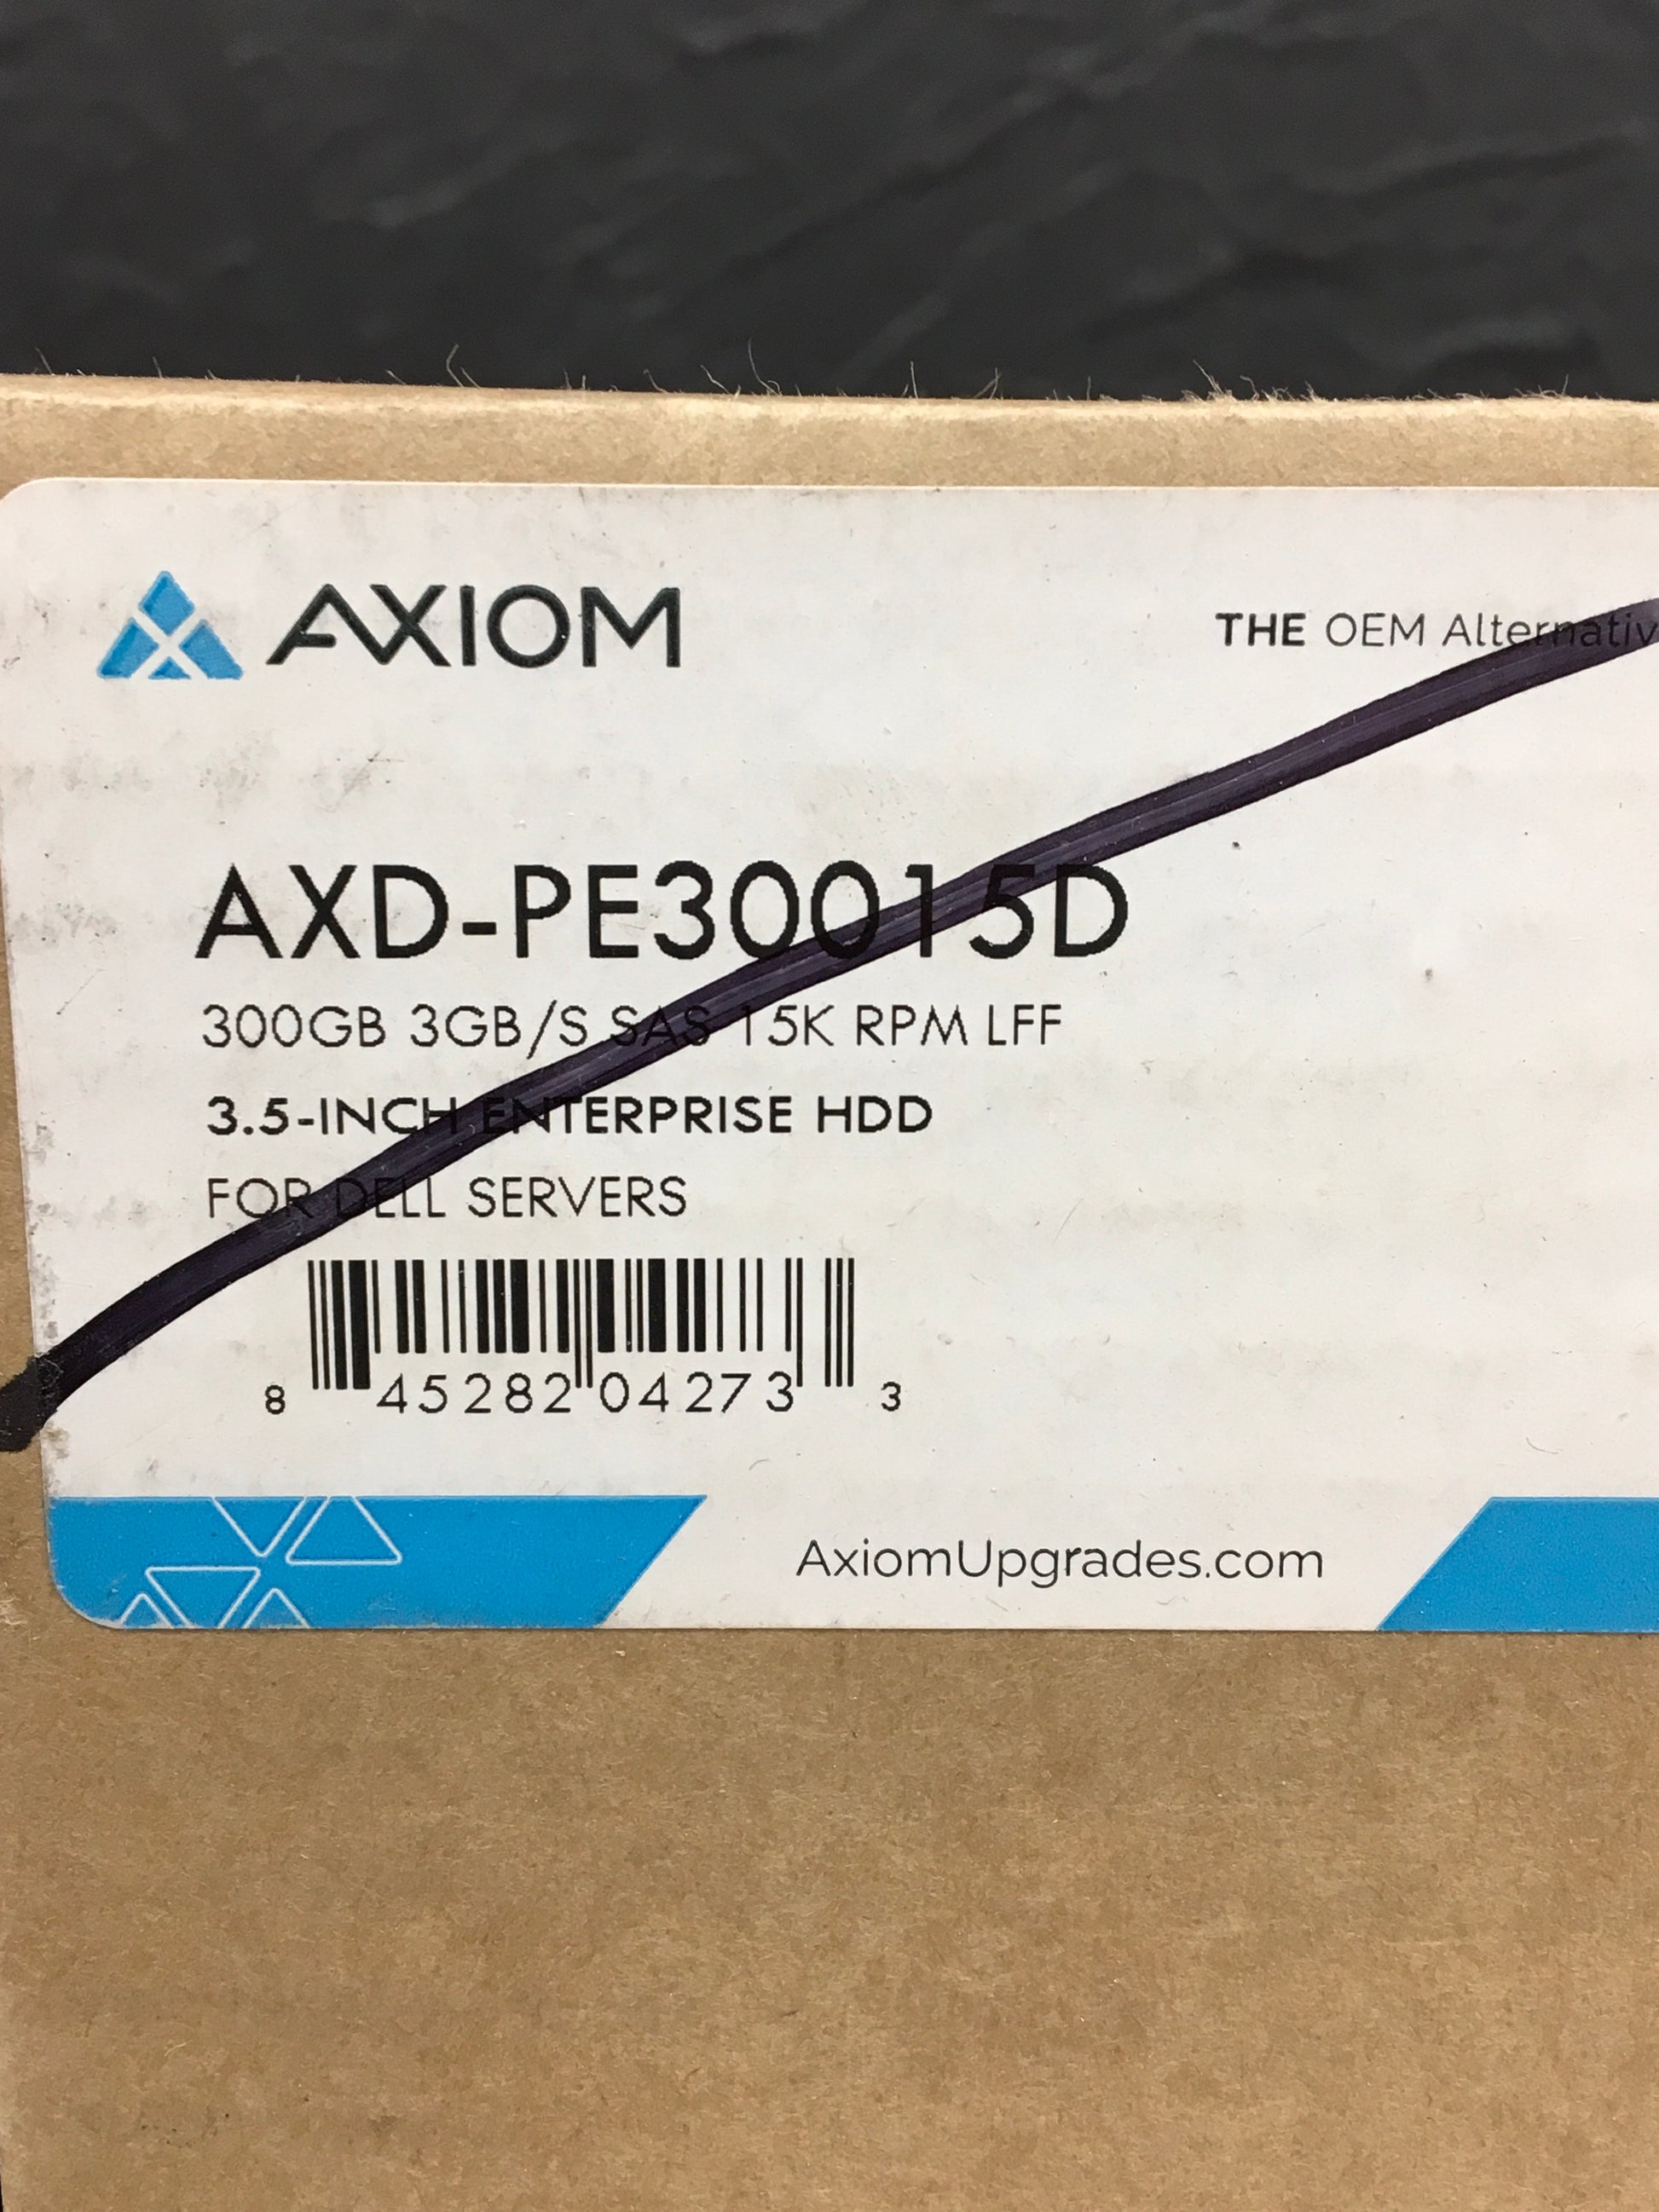 AXIOM
THE OEM Alternativ
AXD-PE30015D
300GB 3GB/S SAS 15K RPM LFF
3.5-INCH ENTERPRISE HDD
FOR DELL SERVERS
8 45282 04273 3
AxiomUpgrades.com